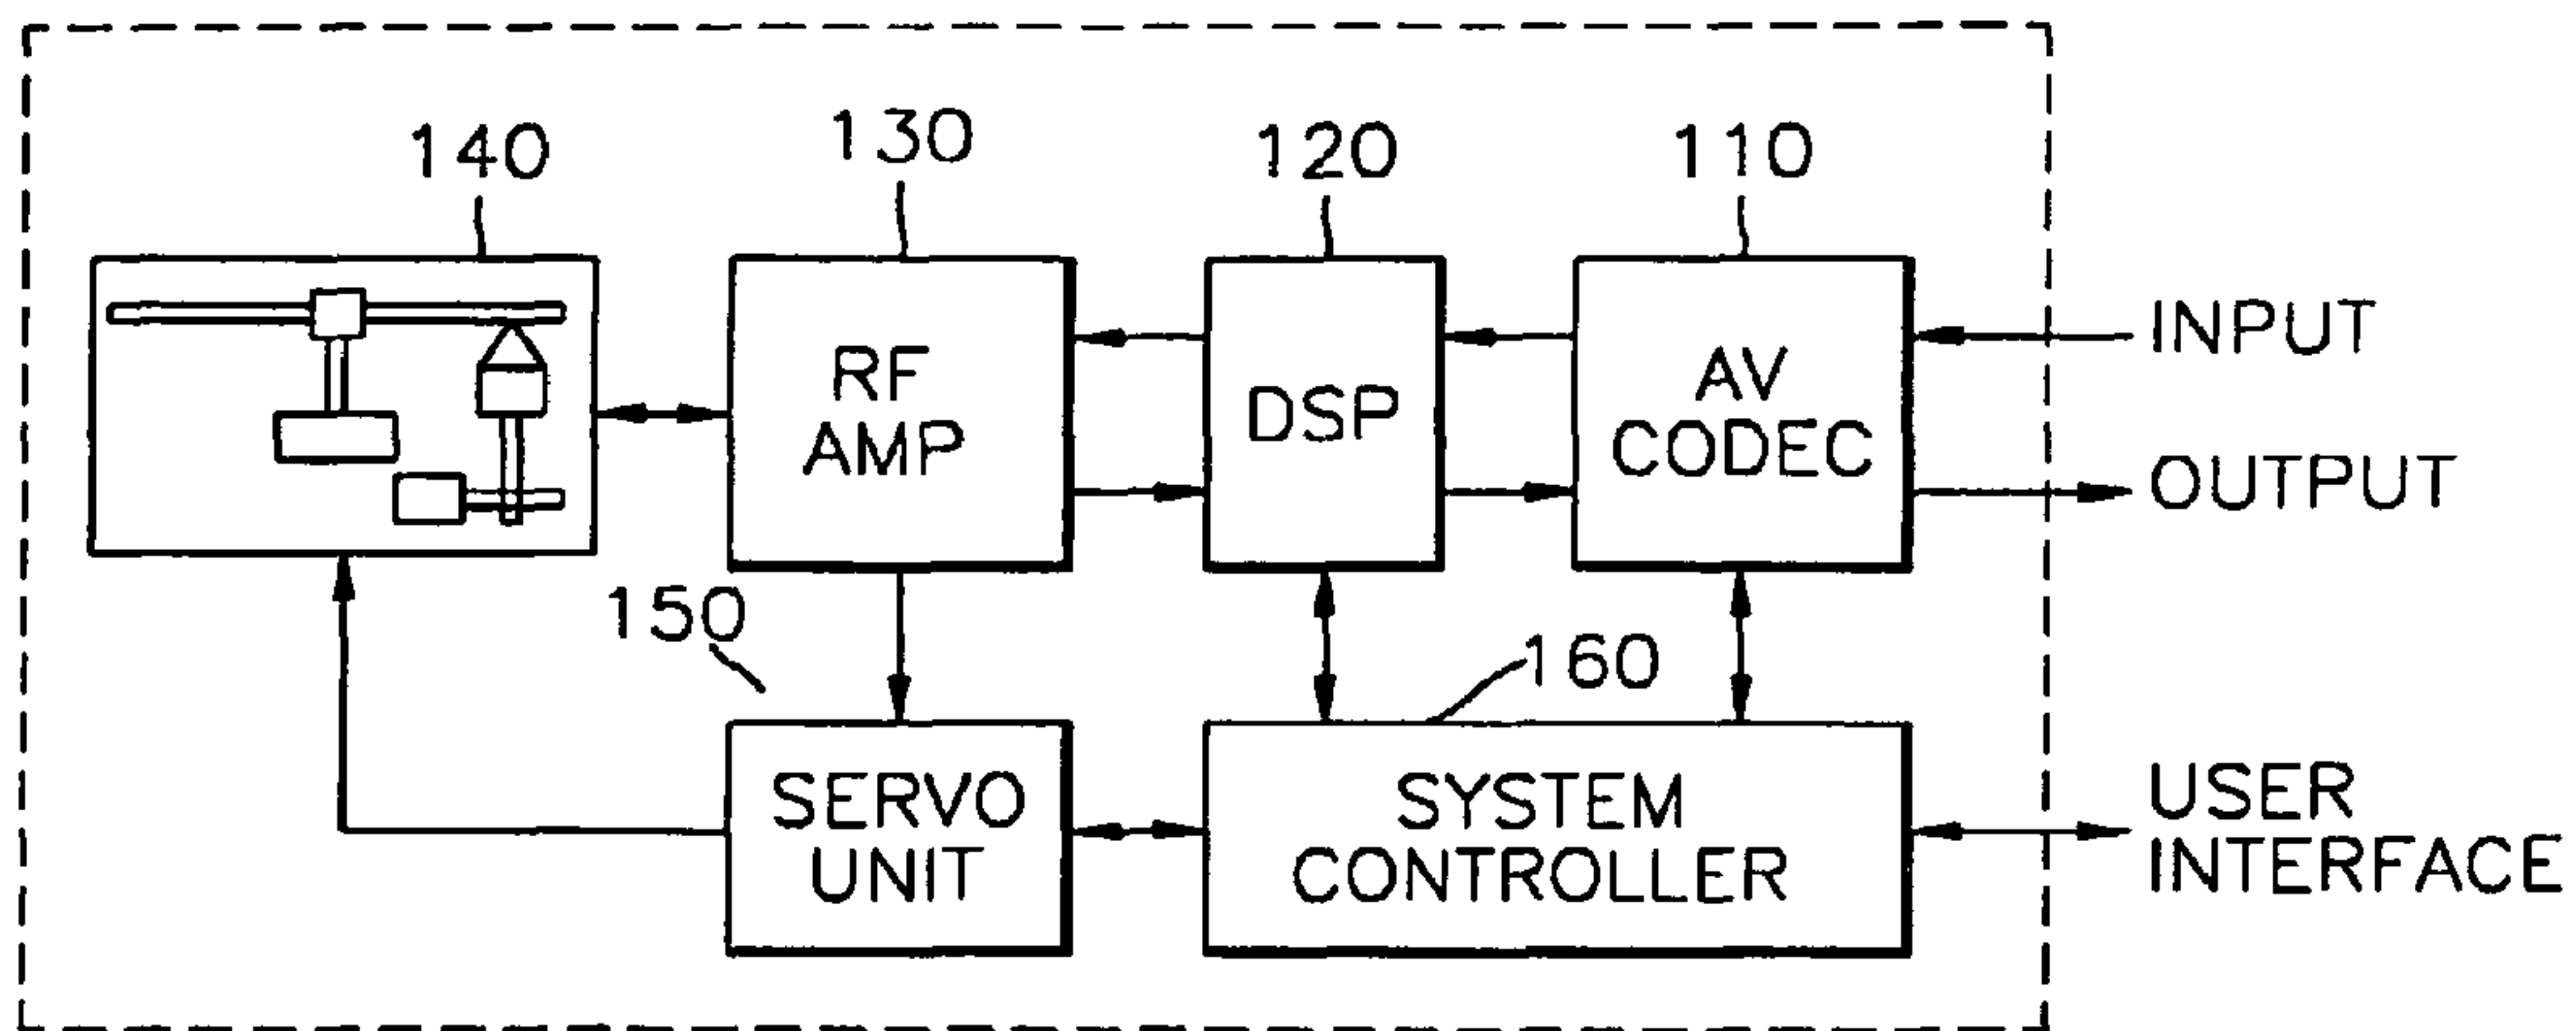 140
130
120
110
RF
AMP
DSP
AV
CODEC
INPUT
OUTPUT
150
160
SERVO
UNIT
SYSTEM
CONTROLLER
USER
INTERFACE